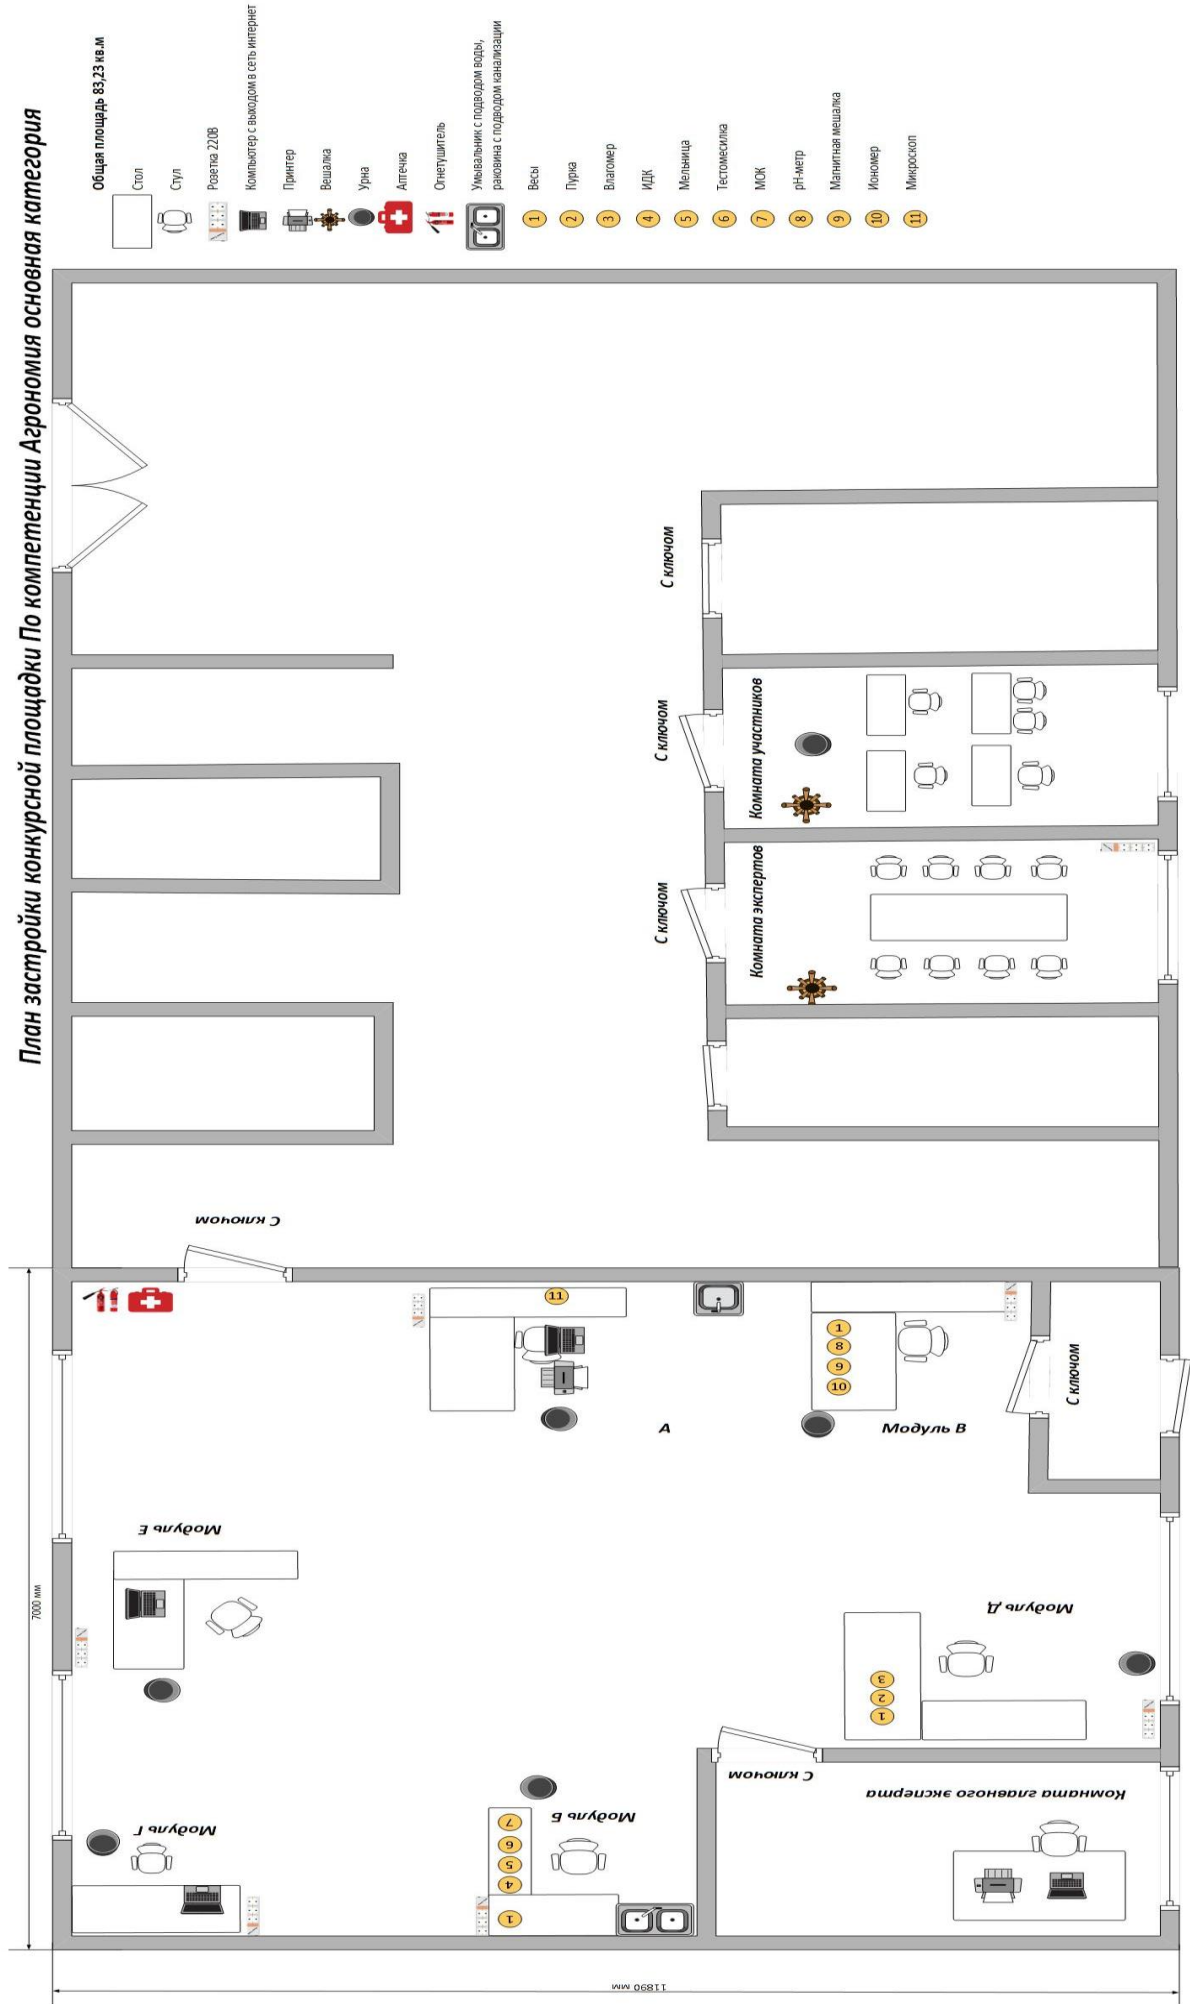 План застройки конкурсной площадки По компетенции Агрономия основная категория
Общая площадь 83,23 кв.м
Стол
Стул
Розетка 220В
Компьютер с выходом в сеть интернет
Принтер
Вешалка
Урна
Аптечка
Огнетушитель
Умывальник с подводом воды,
раковина с подводом канализации
1 Весы
2 Пурка
3 Влагомер
4 ИДК
5 Мельница
6 Тестомесилка
7 МОК
8 pH-метр
9 Магнитная мешалка
10 Иономер
11 Микроскоп
С ключом
С ключом
С ключом
Комната участников
Комната экспертов
С ключом
7000 мм
11890 мм
11
А
1
8
9
10
Модуль В
С ключом
Модуль Е
Модуль Д
3
2
1
С ключом
Комната главного эксперта
Модуль Г
Модуль Б
7
6
5
4
1